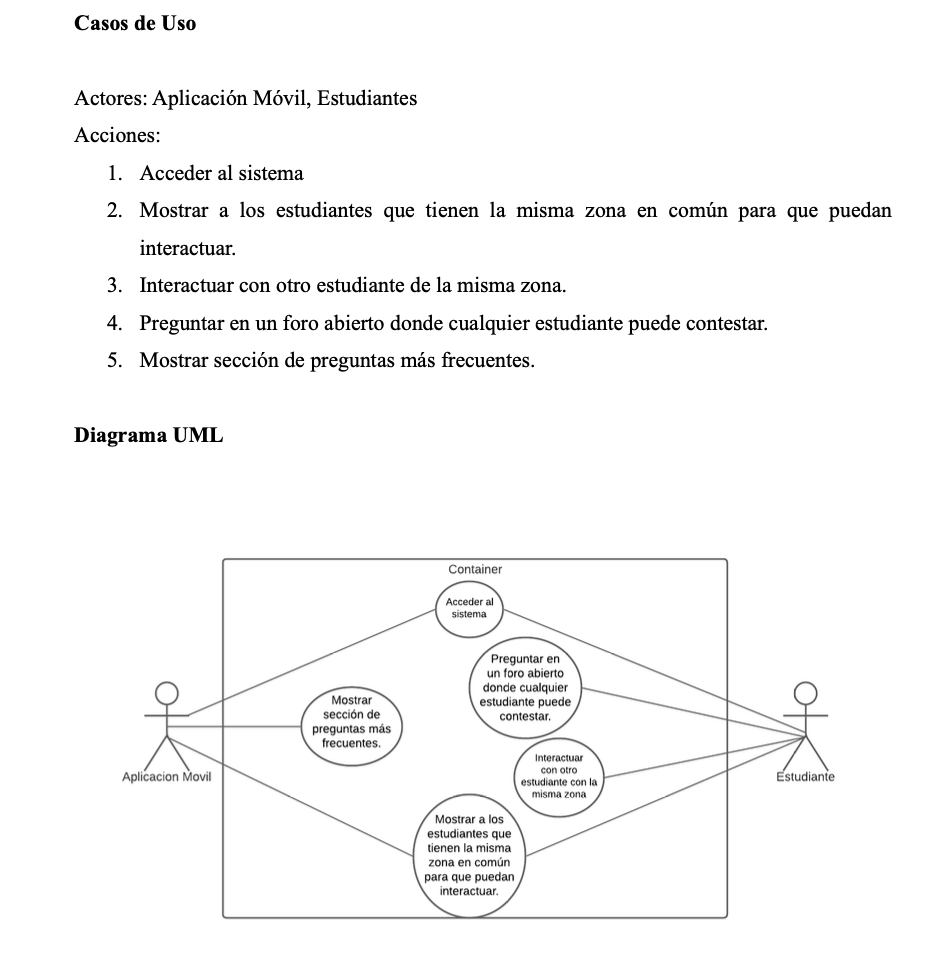 Casos de Uso
Actores: Aplicación Móvil, Estudiantes
Acciones:
1. Acceder al sistema
2. Mostrar a los estudiantes que tienen la misma zona en común para que puedan
interactuar.
3. Interactuar con otro estudiante de la misma zona.
4. Preguntar en un foro abierto donde cualquier estudiante puede contestar.
5. Mostrar sección de preguntas más frecuentes.
Diagrama UML
Container
Acceder al
sistema
Preguntar en
un foro abierto
donde cualquier
estudiante puede
contestar.
Mostrar
sección de
preguntas más
frecuentes.
Interactuar
con otro
estudiante con la
misma zona
Aplicacion Movil
Estudiante
Mostrar a los
estudiantes que
tienen la misma
zona en común
para que puedan
interactuar.